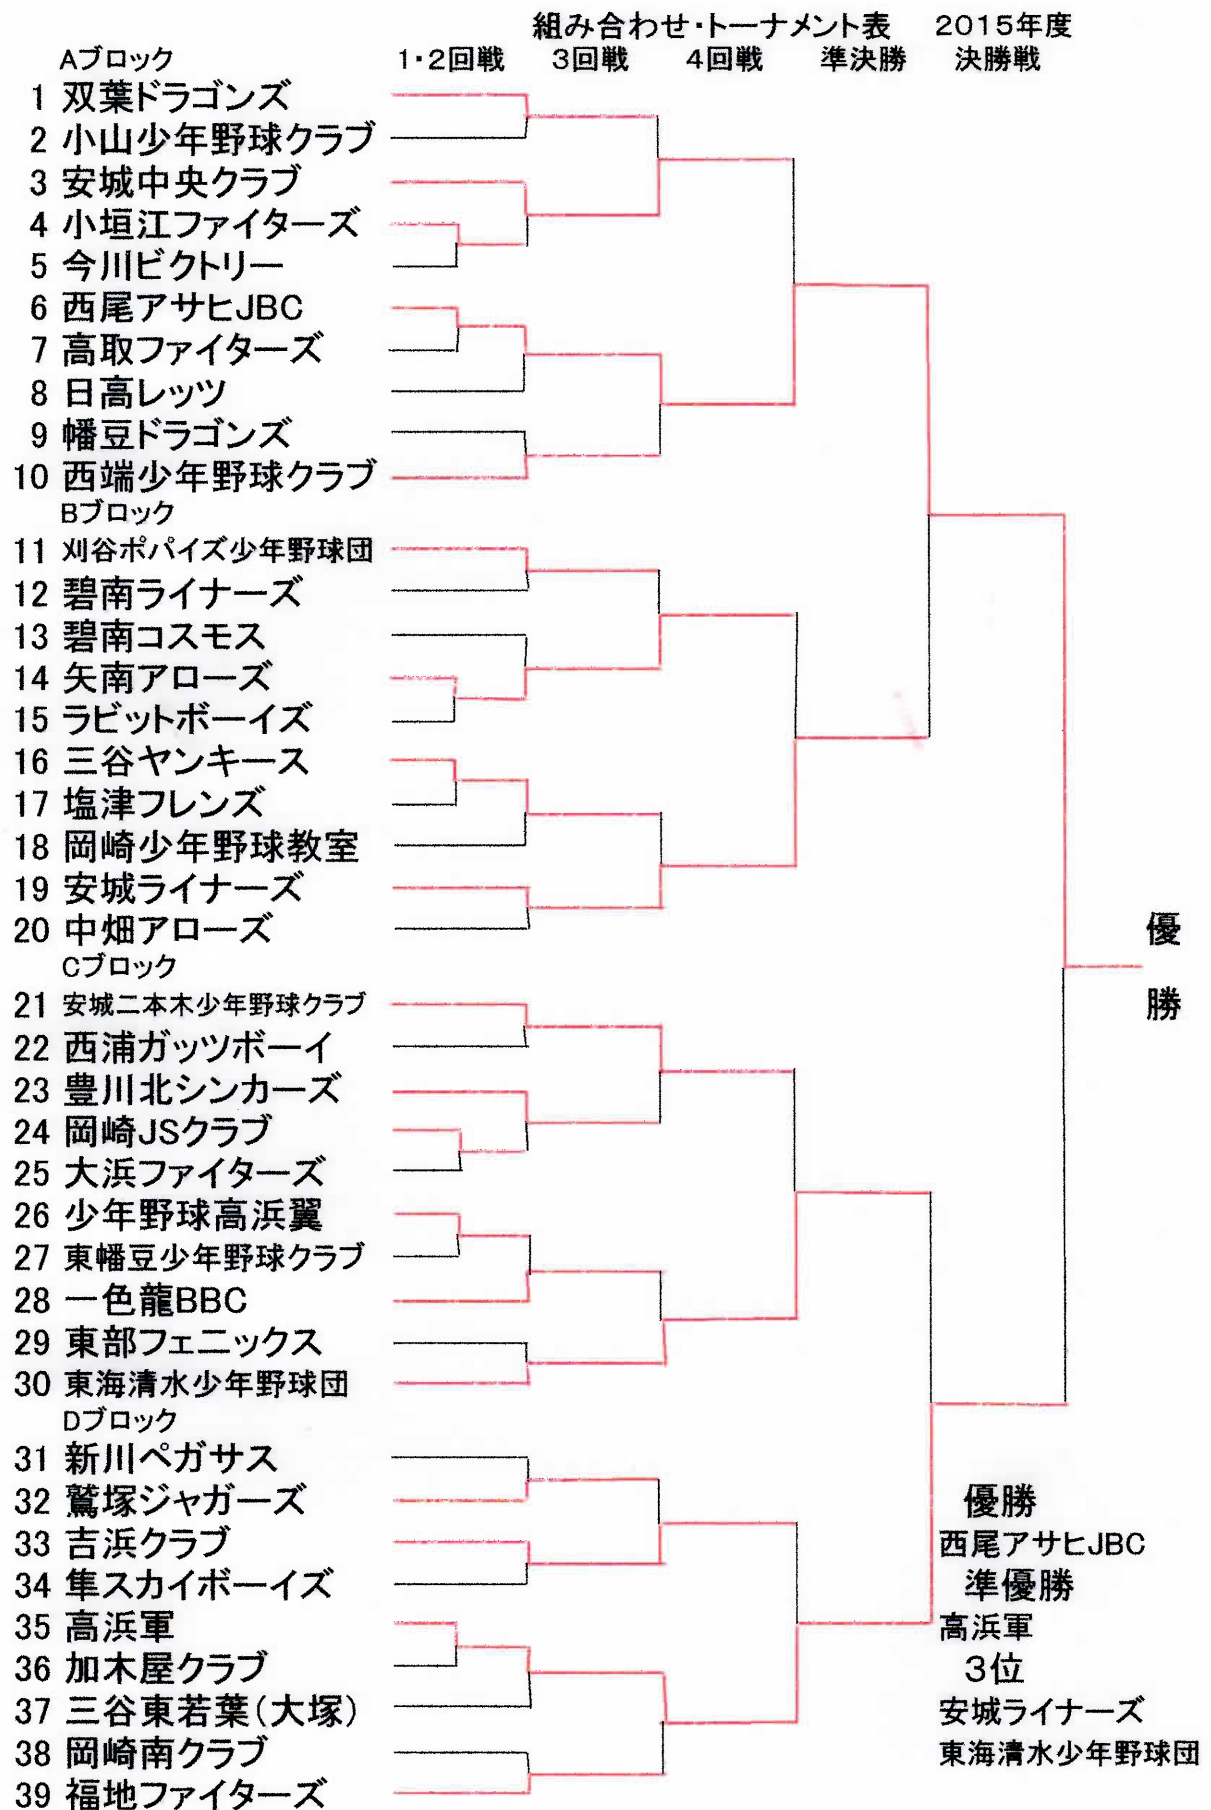 組み合わせ・トーナメント表 2015年度
Aブロック 1・2回戦 3回戦 4回戦 準決勝 決勝戦
1 双葉ドラゴンズ
2 小山少年野球クラブ
3 安城中央クラブ
4 小垣江ファイターズ
5 今川ビクトリー
6 西尾アサヒJBC
7 高取ファイターズ
8 日高レッツ
9 幡豆ドラゴンズ
10 西端少年野球クラブ
Bブロック
11 刈谷ポパイズ少年野球団
12 碧南ライナーズ
13 碧南コスモス
14 矢南アローズ
15 ラビットボーイズ
16 三谷ヤンキース
17 塩津フレンズ
18 岡崎少年野球教室
19 安城ライナーズ
20 中畑アローズ
優
勝
Cブロック
21 安城二本木少年野球クラブ
22 西浦ガッツボーイ
23 豊川北シンカーズ
24 岡崎JSクラブ
25 大浜ファイターズ
26 少年野球高浜翼
27 東幡豆少年野球クラブ
28 一色龍BBC
29 東部フェニックス
30 東海清水少年野球団
Dブロック
31 新川ペガサス
32 鷲塚ジャガーズ
33 吉浜クラブ
34 隼スカイボーイズ
35 高浜軍
36 加木屋クラブ
37 三谷東若葉(大塚)
38 岡崎南クラブ
39 福地ファイターズ
優勝
西尾アサヒJBC
準優勝
高浜軍
3位
安城ライナーズ
東海清水少年野球団